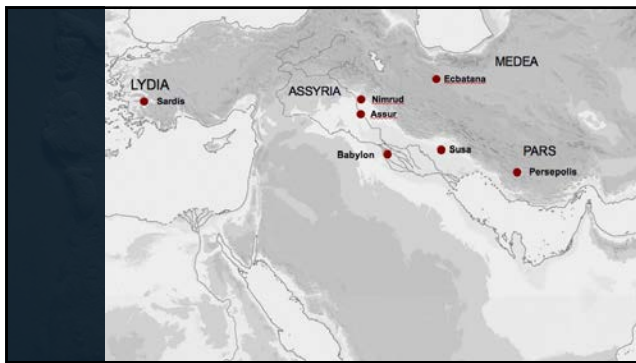 MEDEA
Ecbatana
LYDIA
Sardis
ASSYRIA
Nimrud
Assur
Babylon
Susa
PARS
Persepolis